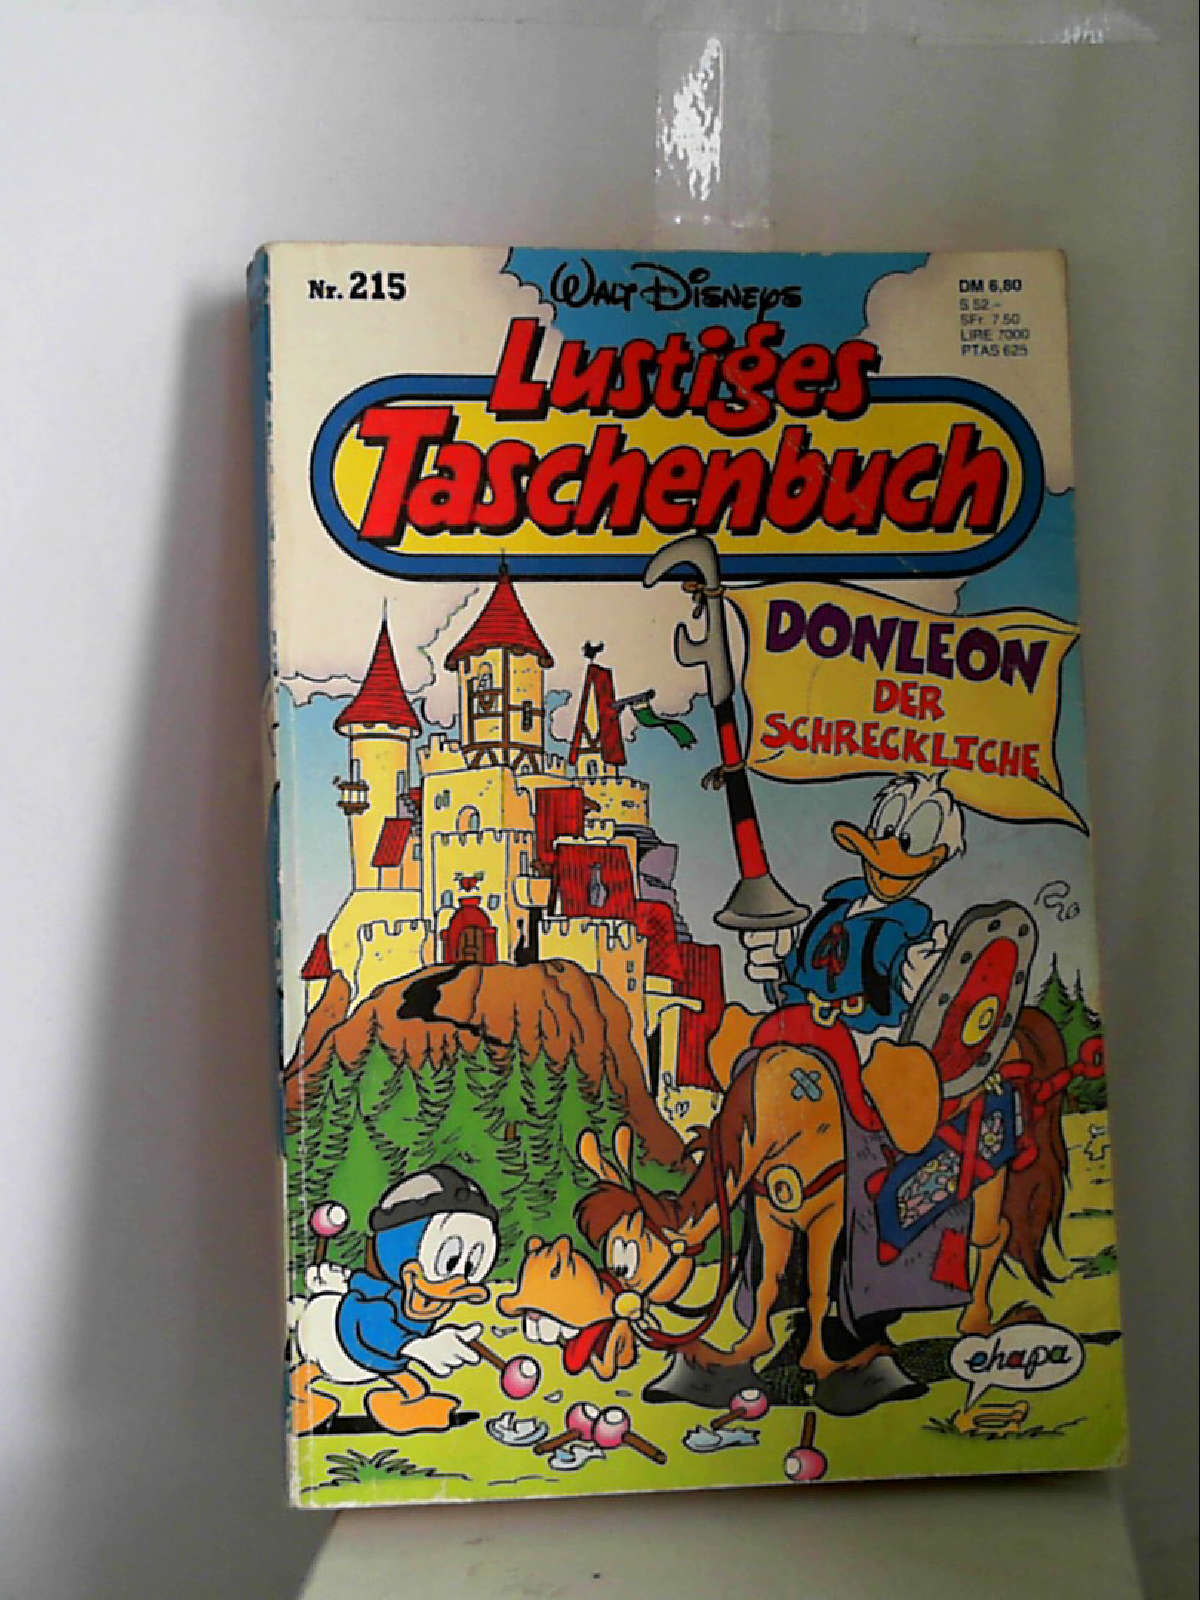 Nr. 215
WALT DISNEYS
DM 6,80
S 52.-
SFr. 7.50
LIRE 7000
PTAS 625
Lustiges
Taschenbuch
DONLEON
DER
SCHRECKLICHE
ehapa